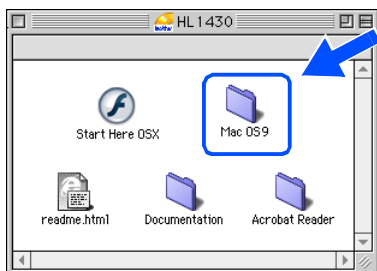 HL1430
Start Here OSX
Mac OS9
readme.html
Documentation
Acrobat Reader